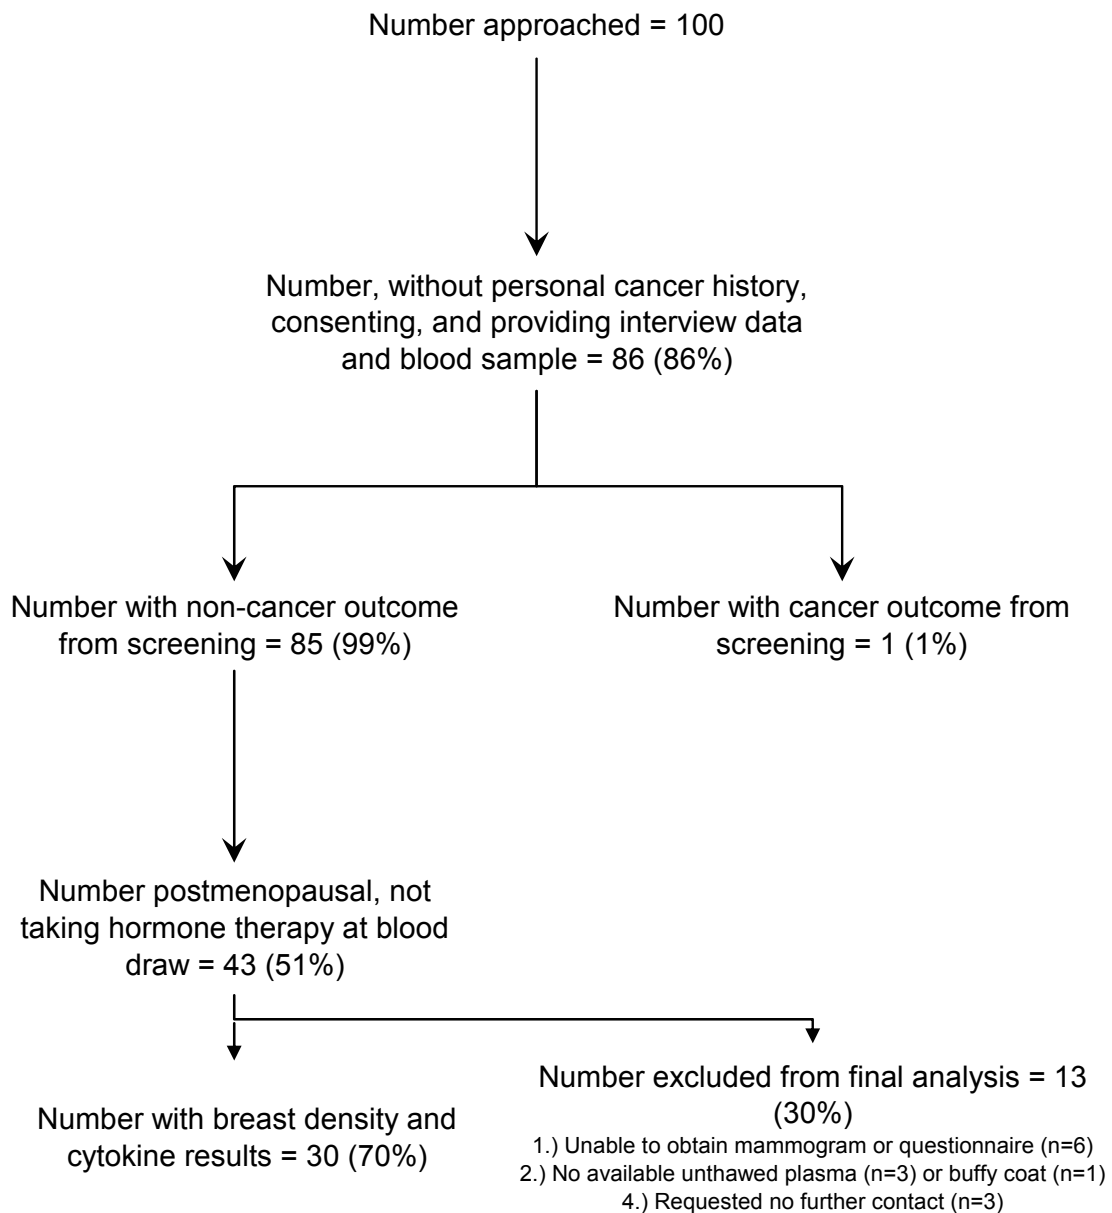 Number approached = 100
Number, without personal cancer history,
consenting, and providing interview data
and blood sample = 86 (86%)
Number with non-cancer outcome
from screening = 85 (99%)
Number with cancer outcome from
screening = 1 (1%)
Number postmenopausal, not
taking hormone therapy at blood
draw = 43 (51%)
Number with breast density and
cytokine results = 30 (70%)
Number excluded from final analysis = 13
(30%)
1.) Unable to obtain mammogram or questionnaire (n=6)
2.) No available unthawed plasma (n=3) or buffy coat (n=1)
4.) Requested no further contact (n=3)